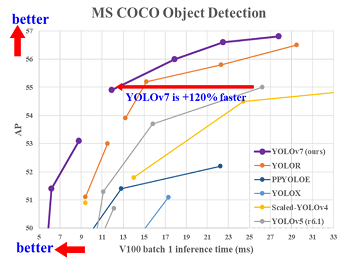 MS COCO Object Detection
better
57
56
55
54
53
52
51
50
AP
YOLOv7 is +120% faster
YOLOv7 (ours)
YOLOR
PPYOLOE
YOLOX
Scaled-YOLOv4
YOLOv5 (r6.1)
5 7 9 11 13 15 17 19 21 23 25 27 29 31 33
better
V100 batch 1 inference time (ms)